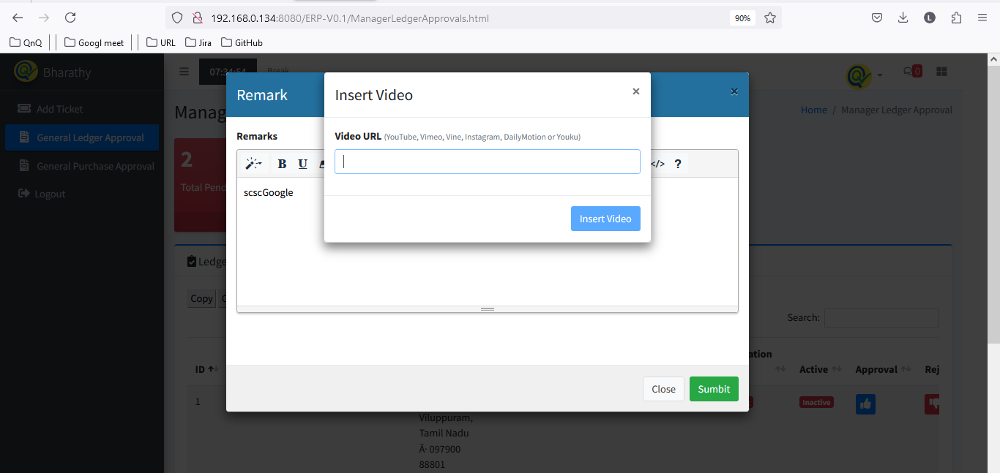 192.168.0.134:8080/ERP-V0.1/ManagerLedgerApprovals.html
90%
L
QnQ
Googl meet
URL
Jira
GitHub
Bharathy
07:34:54
Break
0
Add Ticket
General Ledger Approval
General Purchase Approval
Logout
Manag
Home / Manager Ledger Approval
2
Total Pend
Remark
×
Insert Video
×
Remarks
B U
</> ?
scscGoogle
Video URL (YouTube, Vimeo, Vine, Instagram, DailyMotion or Youku)
Insert Video
Close
Sumbit
Ledge
Copy
Search:
ID
ation
Active
Approval
Rej
1
Inactive
Viluppuram,
Tamil Nadu
Â· 097900
88801